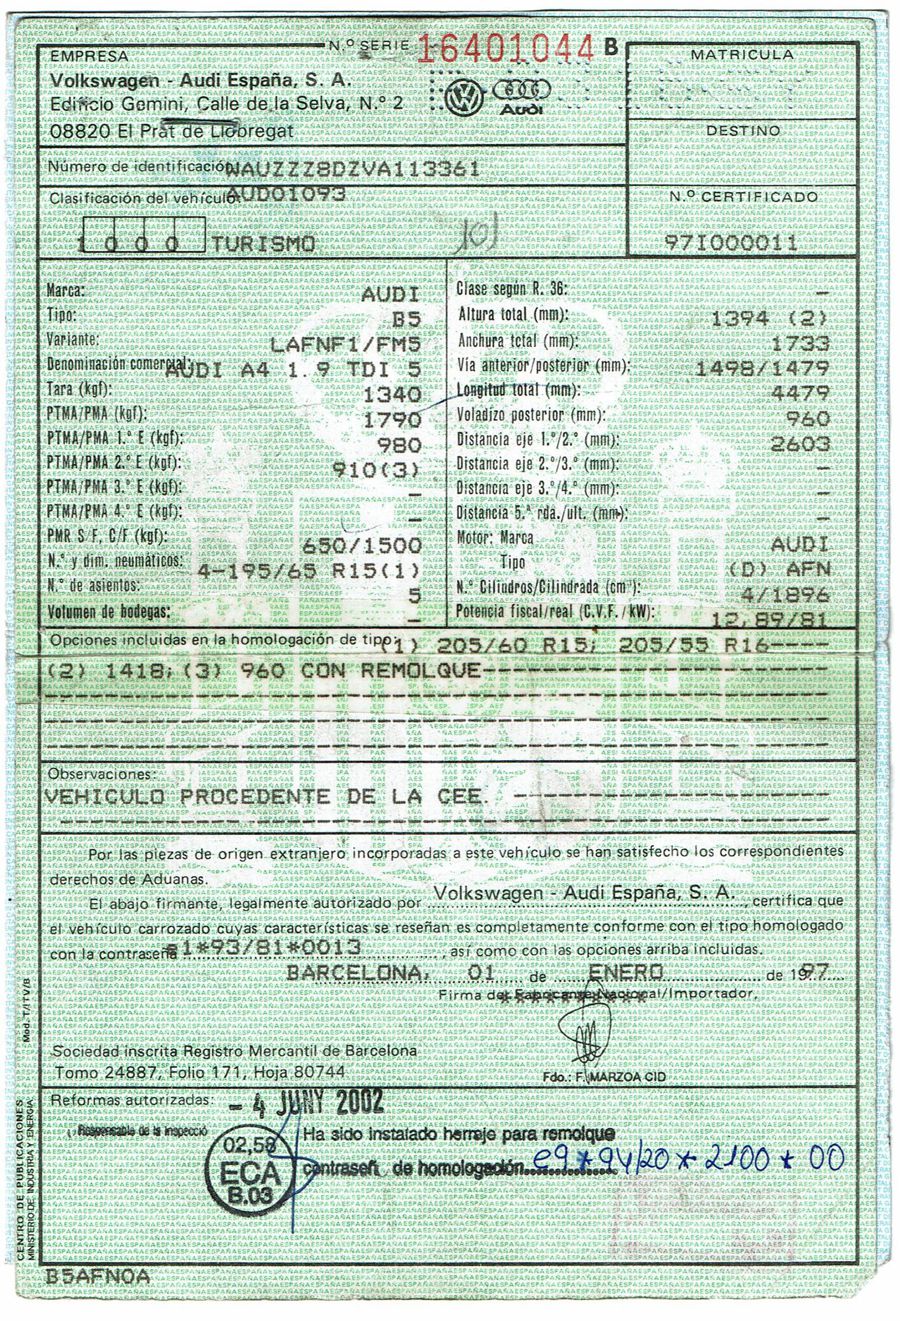 N.º SERIE 16401044 B
EMPRESA
Volkswagen - Audi España, S. A.
Edificio Gemini, Calle de la Selva, N.º 2
08820 El Prat de Llobregat
Audi
MATRICULA
DESTINO
Número de identificación WAUZZZ8DZVA113361
Clasificación del vehículo AUD01093
N.º CERTIFICADO
97I000011
1 0 0 0 TURISMO
101
Marca: AUDI
Tipo: B5
Variante: LAFNF1/FM5
Denominación comercial: AUDI A4 1.9 TDI 5
Tara (kgf): 1340
PTMA/PMA (kgf): 1790
PTMA/PMA 1.º E (kgf): 980
PTMA/PMA 2.º E (kgf): 910(3)
PTMA/PMA 3.º E (kgf): –
PTMA/PMA 4.º E (kgf): –
PMR S/F, C/F (kgf): 650/1500
N.º y dim. neumáticos: 4-195/65 R15(1)
N.º de asientos: 5
Volumen de bodegas: –
Clase según R. 36: –
Altura total (mm): 1394 (2)
Anchura total (mm): 1733
Vía anterior/posterior (mm): 1498/1479
Longitud total (mm): 4479
Voladizo posterior (mm): 960
Distancia eje 1.º/2.º (mm): 2603
Distancia eje 2.º/3.º (mm): –
Distancia eje 3.º/4.º (mm): –
Distancia 5.ª rda./ult. (mm): –
Motor: Marca AUDI
Tipo (D) AFN
N.º Cilindros/Cilindrada (cm³): 4/1896
Potencia fiscal/real (C.V.F./kW): 12,89/81
Opciones incluidas en la homologación de tipo: (1) 205/60 R15; 205/55 R16----
(2) 1418; (3) 960 CON REMOLQUE-
Observaciones:
VEHICULO PROCEDENTE DE LA CEE.
Por las piezas de origen extranjero incorporadas a este vehículo se han satisfecho los correspondientes
derechos de Aduanas.
El abajo firmante, legalmente autorizado por Volkswagen - Audi España, S. A., certifica que
el vehículo carrozado cuyas características se reseñan es completamente conforme con el tipo homologado
con la contraseña e1*93/81*0013, así como con las opciones arriba incluidas.
BARCELONA, 01 de ENERO de 1997
Firma del Fabricante Nacional/Importador,
Sociedad inscrita Registro Mercantil de Barcelona
Tomo 24887, Folio 171, Hoja 80744
Fdo.: F. MARZOA CID
Mod. T/ITV/B
Reformas autorizadas: - 4 JUNY 2002
Responsable de la inspecció
02,58
ECA
B.03
Ha sido instalado herraje para remolque
contraseñ. de homologación e9*94/20*2100*00
CENTRO DE PUBLICACIONES
MINISTERIO DE INDUSTRIA Y ENERGIA
B5AFNOA